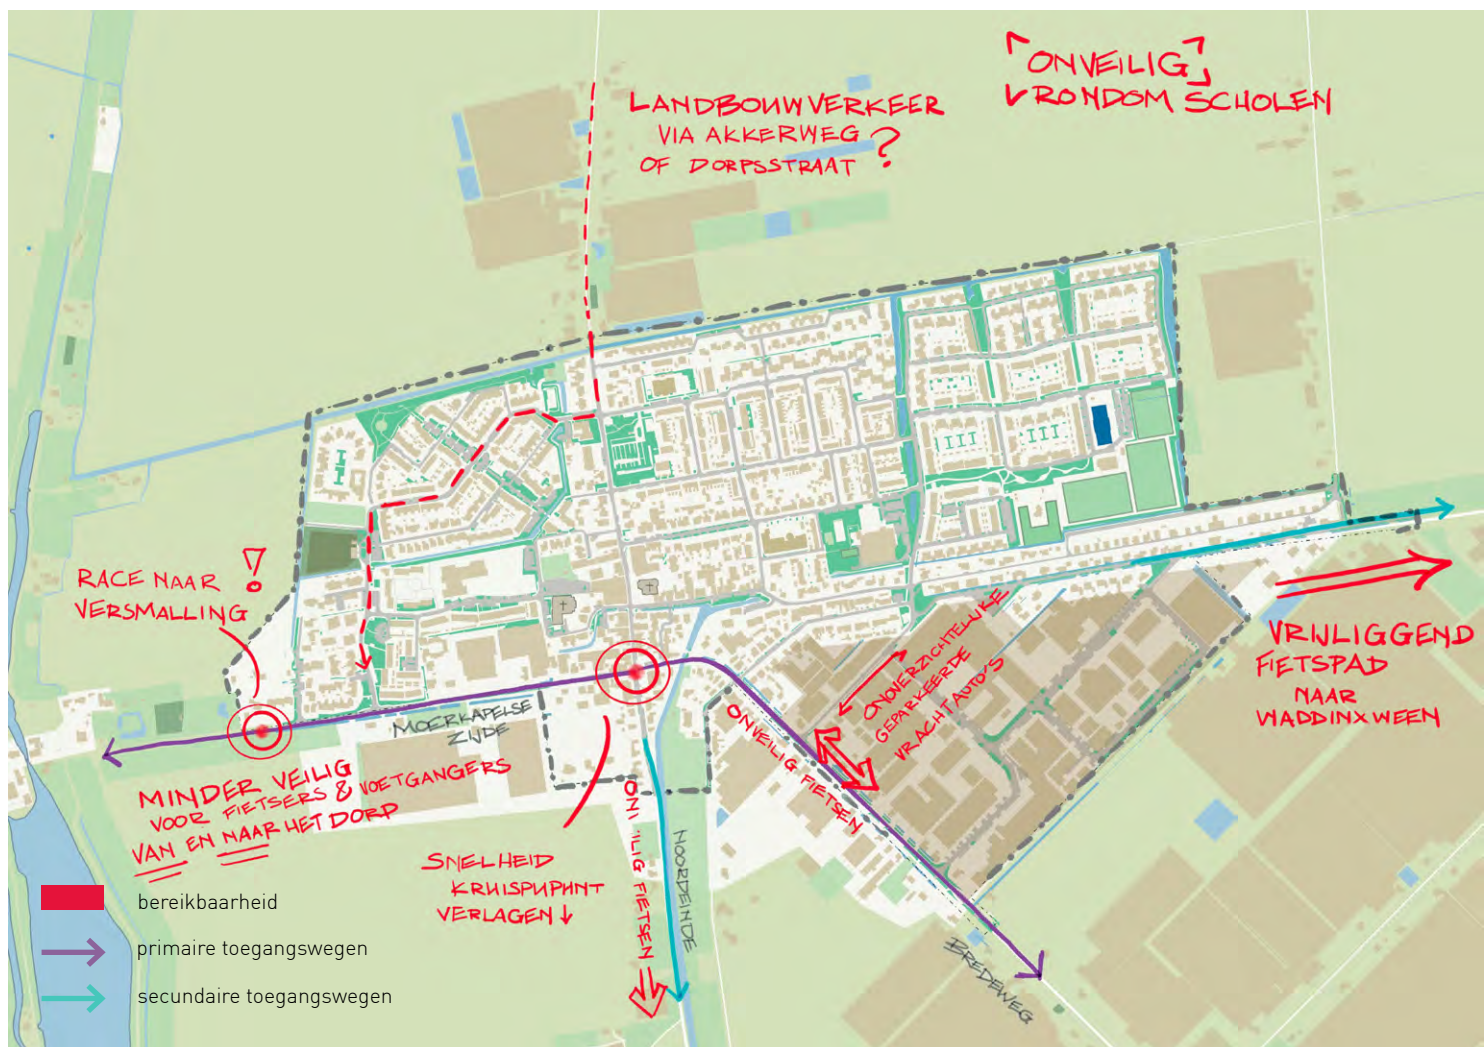 「ONVEILIG」
RONDOM SCHOLEN
LANDBOUWVERKEER
VIA AKKERWEG
OF DORPSSTRAAT ?
RACE NAAR
VERSMALLING !
MOERKAPELSE
ZIJDE
MINDER VEILIG
VOOR FIETSERS & VOETGANGERS
VAN EN NAAR HET DORP
SNELHEID
KRUISPUNT
VERLAGEN ↓
ONVEILIG FIETSEN
NOORDEINDE
ONVEILIG FIETSEN
ONOVERZICHTELIJKE
GEPARKEERDE
VRACHTAUTO'S
VRIJLIGGEND
FIETSPAD
NAAR
WADDINXVEEN
BREDEWEG
bereikbaarheid
primaire toegangswegen
secundaire toegangswegen